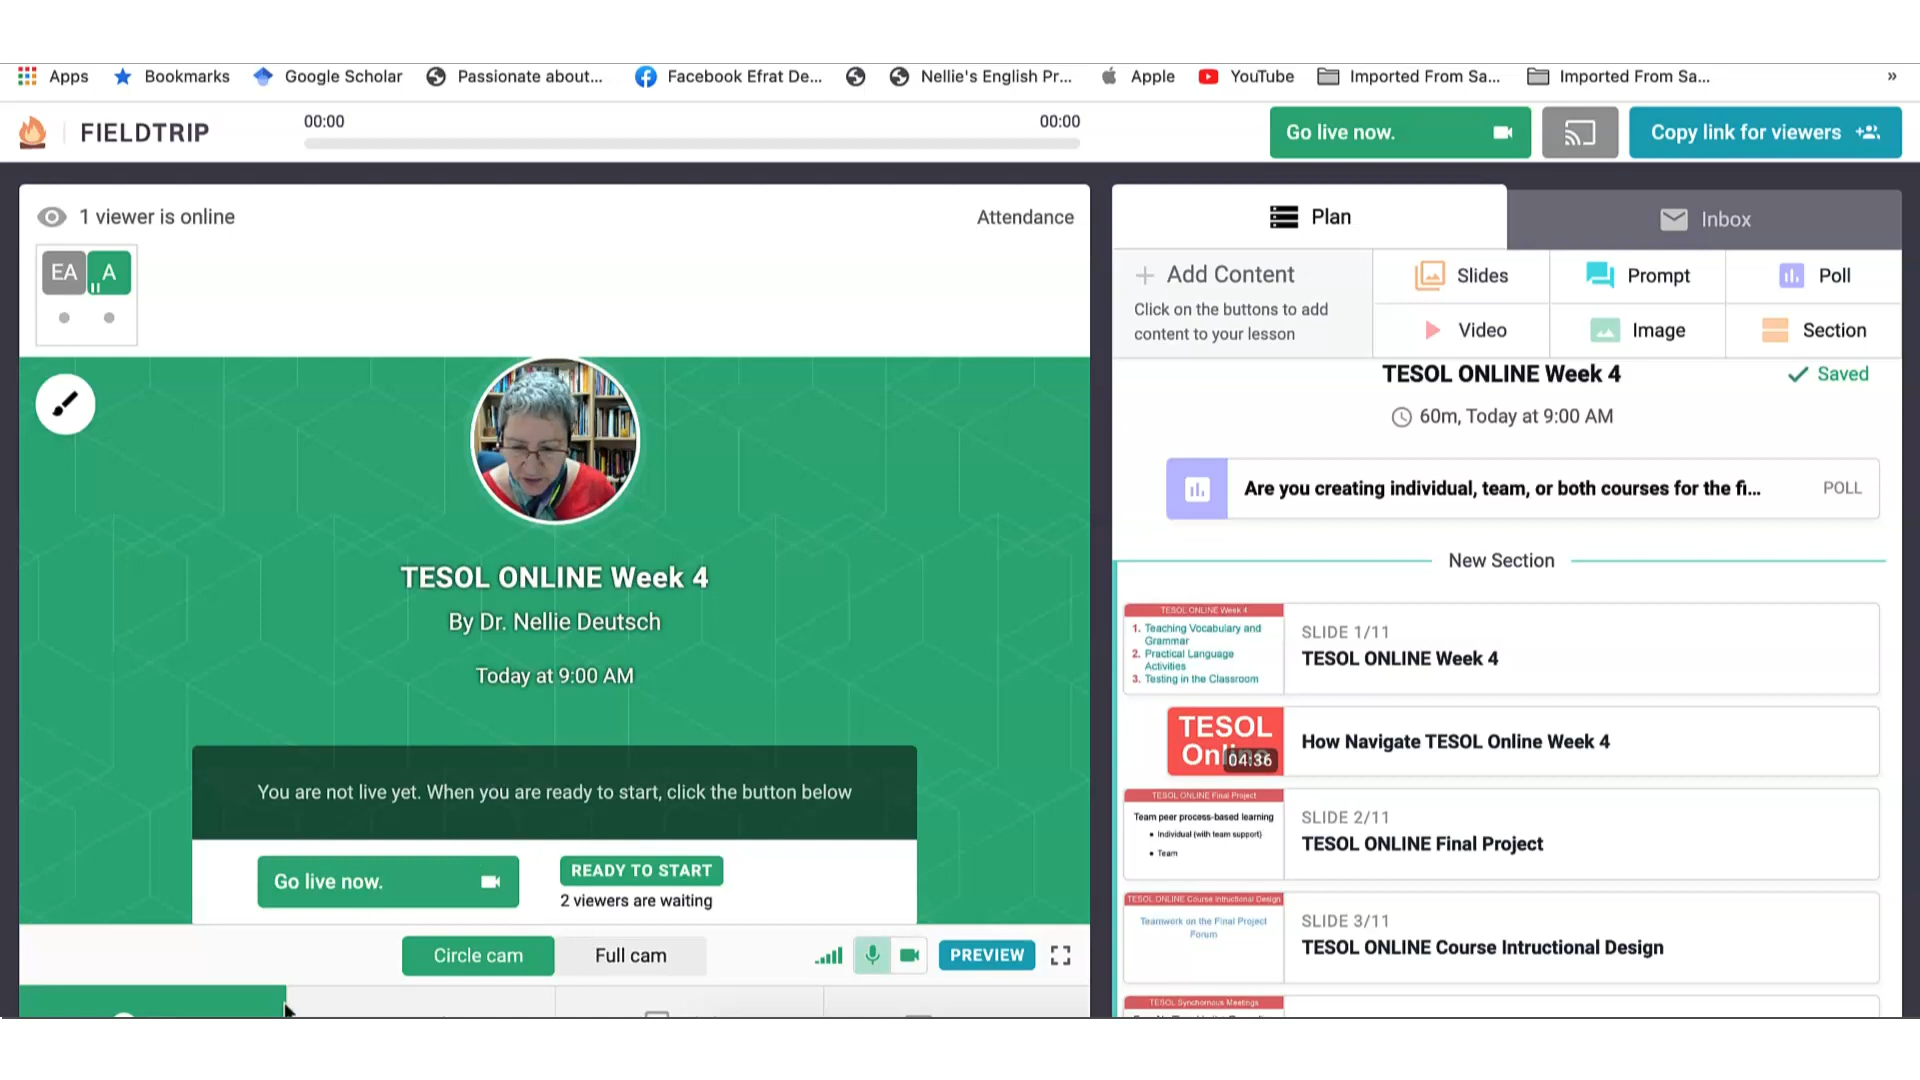 Apps
Bookmarks
Google Scholar
Passionate about...
Facebook Efrat De...
Nellie's English Pr...
Apple
YouTube
Imported From Sa...
Imported From Sa...
»
FIELDTRIP
00:00
00:00
Go live now.
Copy link for viewers
1 viewer is online
Attendance
EA
A
TESOL ONLINE Week 4
By Dr. Nellie Deutsch
Today at 9:00 AM
You are not live yet. When you are ready to start, click the button below
Go live now.
READY TO START
2 viewers are waiting
Circle cam
Full cam
PREVIEW
Plan
Inbox
Add Content
Click on the buttons to add
content to your lesson
Slides
Prompt
Poll
Video
Image
Section
TESOL ONLINE Week 4
Saved
60m, Today at 9:00 AM
Are you creating individual, team, or both courses for the fi...
POLL
New Section
TESOL ONLINE Week 4
1. Teaching Vocabulary and
Grammar
2. Practical Language
Activities
3. Testing in the Classroom
SLIDE 1/11
TESOL ONLINE Week 4
TESOL
Online
04:36
How Navigate TESOL Online Week 4
TESOL ONLINE Final Project
Team peer process-based learning
• Individual (with team support)
• Team
SLIDE 2/11
TESOL ONLINE Final Project
TESOL ONLINE Course Intructional Design
Teamwork on the Final Project
Forum
SLIDE 3/11
TESOL ONLINE Course Intructional Design
TESOL Synchornous Meetings